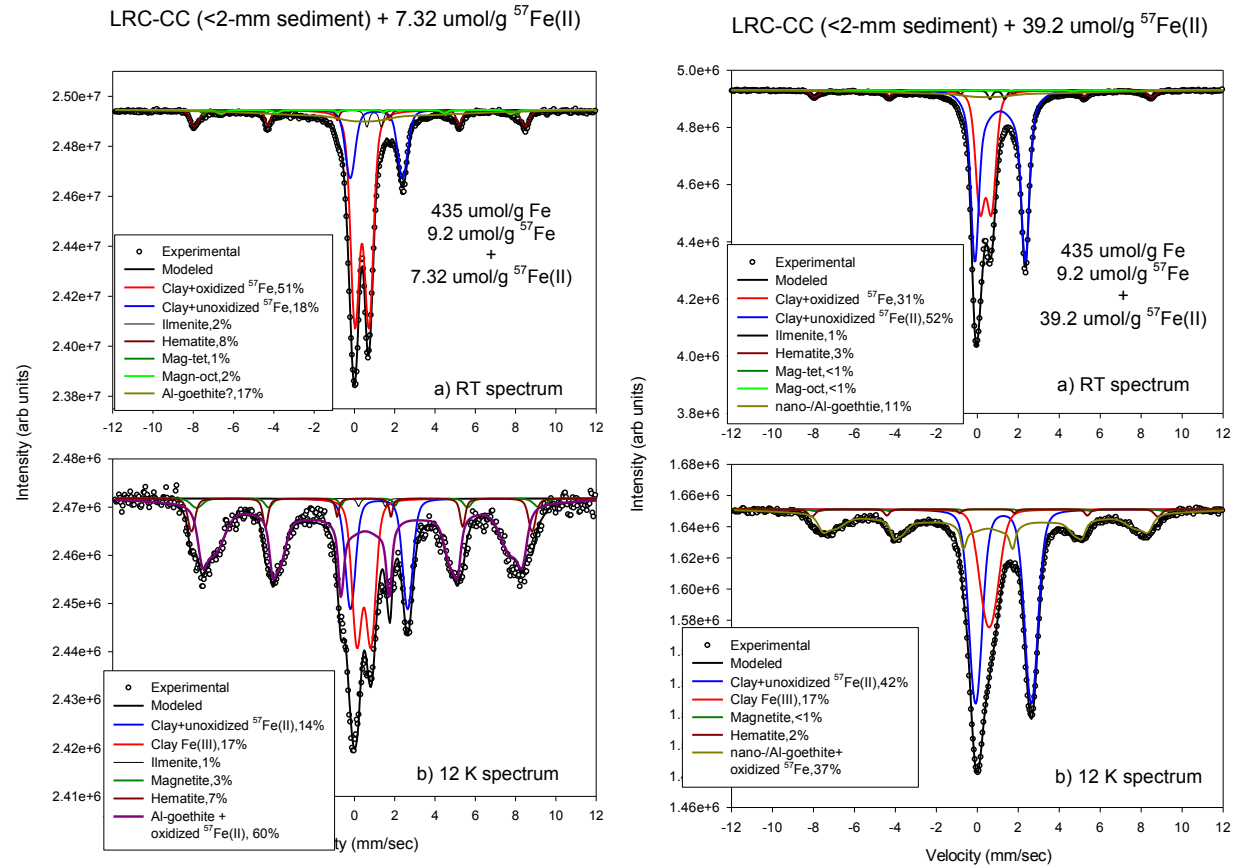 LRC-CC (<2-mm sediment) + 7.32 umol/g ⁵⁷Fe(II)
2.50e+7
2.48e+7
2.46e+7
2.44e+7
2.42e+7
2.40e+7
2.38e+7
435 umol/g Fe
9.2 umol/g ⁵⁷Fe
+
7.32 umol/g ⁵⁷Fe(II)
Experimental
Modeled
Clay+oxidized ⁵⁷Fe,51%
Clay+unoxidized ⁵⁷Fe,18%
Ilmenite,2%
Hematite,8%
Mag-tet,1%
Magn-oct,2%
Al-goethite?,17%
a) RT spectrum
-12 -10 -8 -6 -4 -2 0 2 4 6 8 10 12
Intensity (arb units)
2.48e+6
2.47e+6
2.46e+6
2.45e+6
2.44e+6
2.43e+6
2.42e+6
2.41e+6
Experimental
Modeled
Clay+unoxidized ⁵⁷Fe(II),14%
Clay Fe(III),17%
Ilmenite,1%
Magnetite,3%
Hematite,7%
Al-goethite +
oxidized ⁵⁷Fe(II), 60%
b) 12 K spectrum
0 2 4 6 8 10 12
(mm/sec)
LRC-CC (<2-mm sediment) + 39.2 umol/g ⁵⁷Fe(II)
5.0e+6
4.8e+6
4.6e+6
4.4e+6
4.2e+6
4.0e+6
3.8e+6
435 umol/g Fe
9.2 umol/g ⁵⁷Fe
+
39.2 umol/g ⁵⁷Fe(II)
Experimental
Modeled
Clay+oxidized ⁵⁷Fe,31%
Clay+unoxidized ⁵⁷Fe(II),52%
Ilmenite,1%
Hematite,3%
Mag-tet,<1%
Mag-oct,<1%
nano-/Al-goethtie,11%
a) RT spectrum
-12 -10 -8 -6 -4 -2 0 2 4 6 8 10 12
Intensity (arb units)
1.68e+6
1.66e+6
1.64e+6
1.62e+6
1.60e+6
1.58e+6
1.46e+6
Experimental
Modeled
Clay+unoxidized ⁵⁷Fe(II),42%
Clay Fe(III),17%
Magnetite,<1%
Hematite,2%
nano-/Al-goethite+
oxidized ⁵⁷Fe,37%
b) 12 K spectrum
-12 -10 -8 -6 -4 -2 0 2 4 6 8 10 12
Velocity (mm/sec)